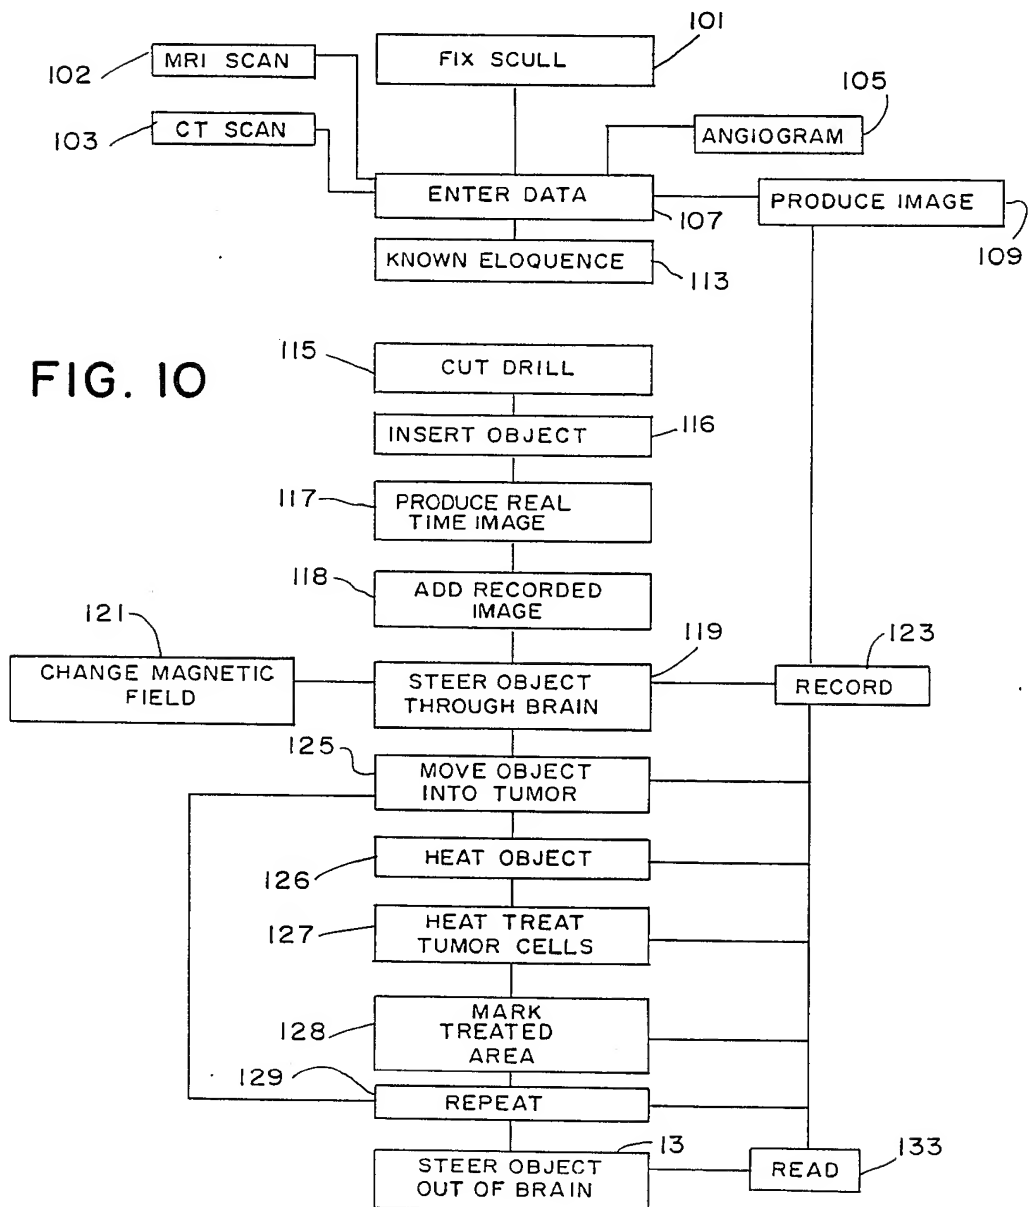 101
102
MRI SCAN
FIX SCULL
105
103
CT SCAN
ANGIOGRAM
ENTER DATA
107
PRODUCE IMAGE
109
KNOWN ELOQUENCE
113
FIG. 10
115
CUT DRILL
INSERT OBJECT
116
117
PRODUCE REAL
TIME IMAGE
118
ADD RECORDED
IMAGE
121
119
123
CHANGE MAGNETIC
FIELD
STEER OBJECT
THROUGH BRAIN
RECORD
125
MOVE OBJECT
INTO TUMOR
126
HEAT OBJECT
127
HEAT TREAT
TUMOR CELLS
128
MARK
TREATED
AREA
129
REPEAT
13
STEER OBJECT
OUT OF BRAIN
READ
133